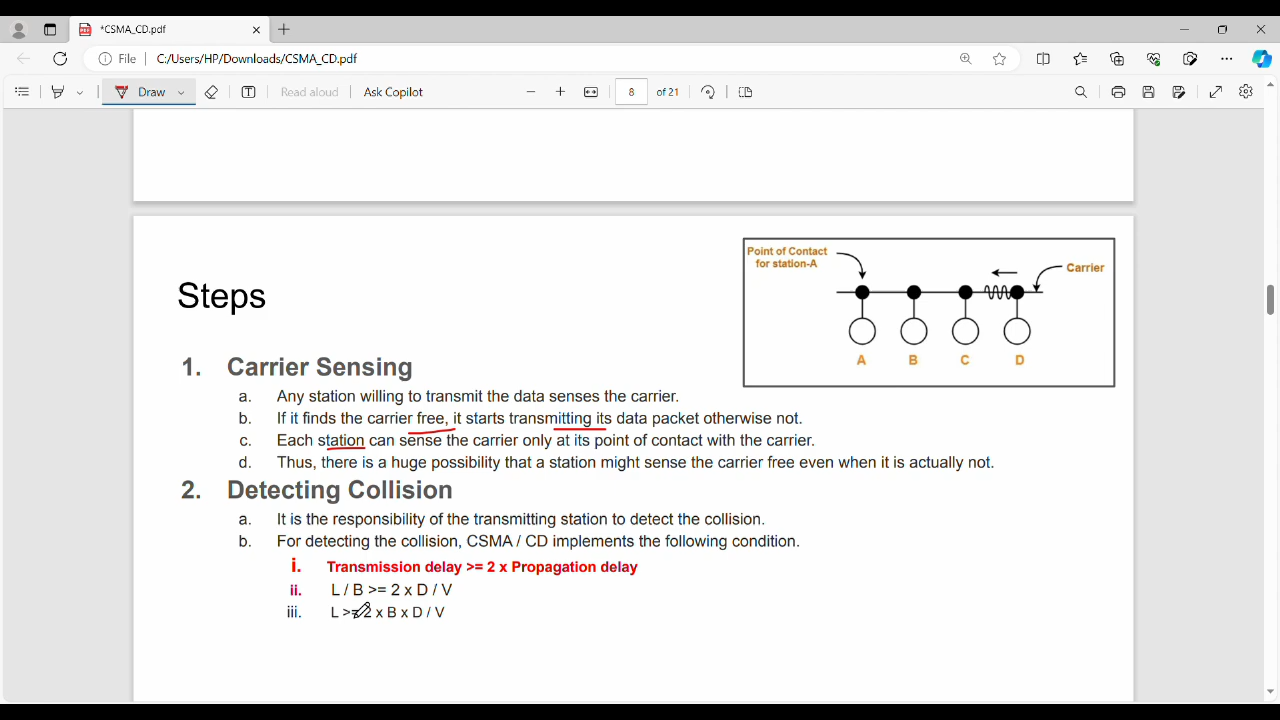 *CSMA_CD.pdf
File
C:/Users/HP/Downloads/CSMA_CD.pdf
Draw
Read aloud
Ask Copilot
8
of 21
Point of Contact
for station-A
Carrier
A B C D
Steps
1. Carrier Sensing
a. Any station willing to transmit the data senses the carrier.
b. If it finds the carrier free, it starts transmitting its data packet otherwise not.
c. Each station can sense the carrier only at its point of contact with the carrier.
d. Thus, there is a huge possibility that a station might sense the carrier free even when it is actually not.
2. Detecting Collision
a. It is the responsibility of the transmitting station to detect the collision.
b. For detecting the collision, CSMA / CD implements the following condition.
i. Transmission delay >= 2 x Propagation delay
ii. L / B >= 2 x D / V
iii. L >= 2 x B x D / V